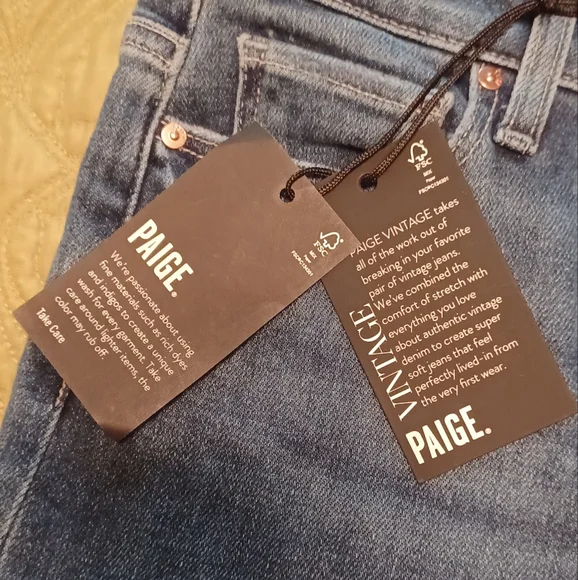 PAIGE.
We're passionate about using
fine materials such as rich dyes
and indigos to create a unique
wash for every garment. Take
care around lighter items, the
color may rub off.
Take Care
FSC
MIX
PAIGE VINTAGE takes
all of the work out of
breaking in your favorite
pair of vintage jeans.
We've combined the
comfort of stretch with
everything you love
about authentic vintage
denim to create super
soft jeans that feel
perfectly lived-in from
the very first wear.
VINTAGE
PAIGE.
FSC
MIX
Paper